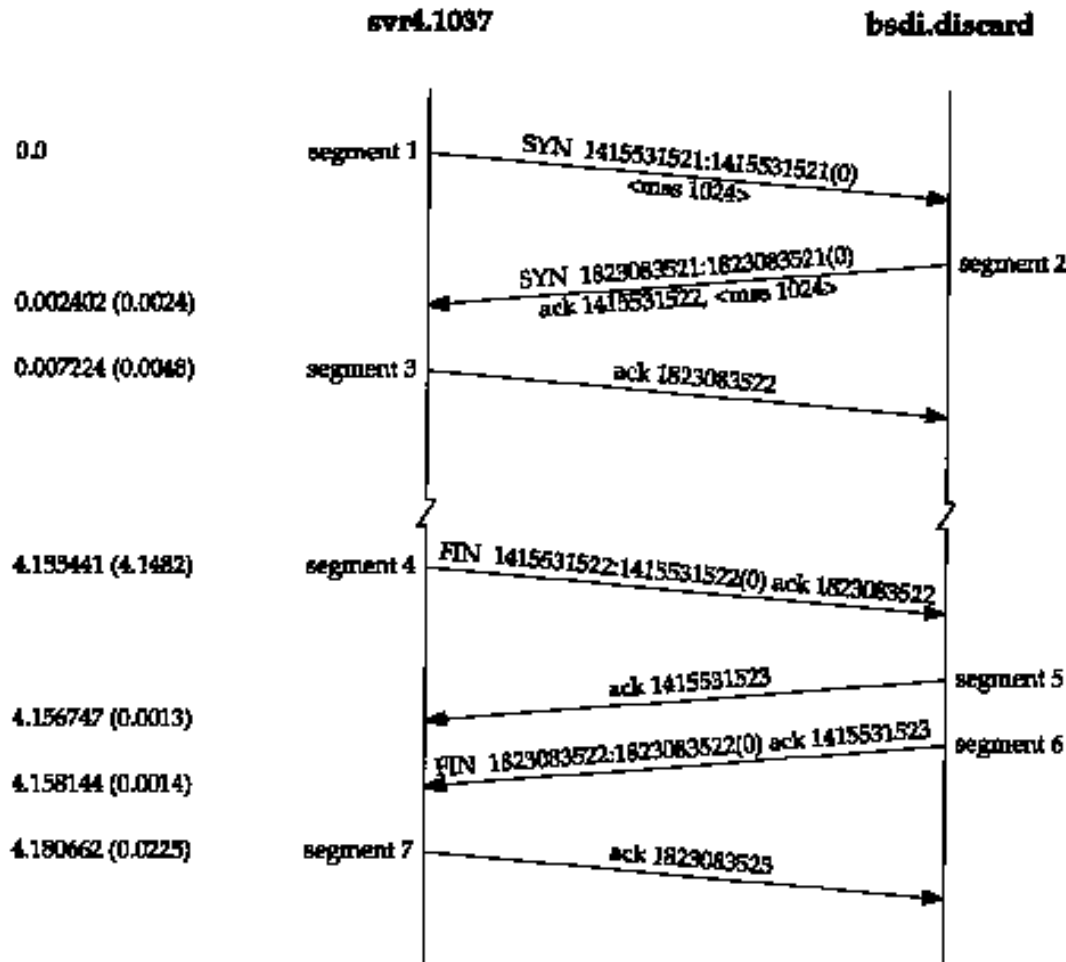 svr4.1037 bsdi.discard
0.0 segment 1 SYN 1415531521:1415531521(0)
<mss 1024>
SYN 1823083521:1823083521(0) segment 2
0.002402 (0.0024) ack 1415531522, <mss 1024>
0.007224 (0.0048) segment 3 ack 1823083522
4.155441 (4.1482) segment 4 FIN 1415531522:1415531522(0) ack 1823083522
ack 1415531523 segment 5
4.156747 (0.0013)
FIN 1823083522:1823083522(0) ack 1415531523 segment 6
4.158144 (0.0014)
4.180662 (0.0225) segment 7 ack 1823083523